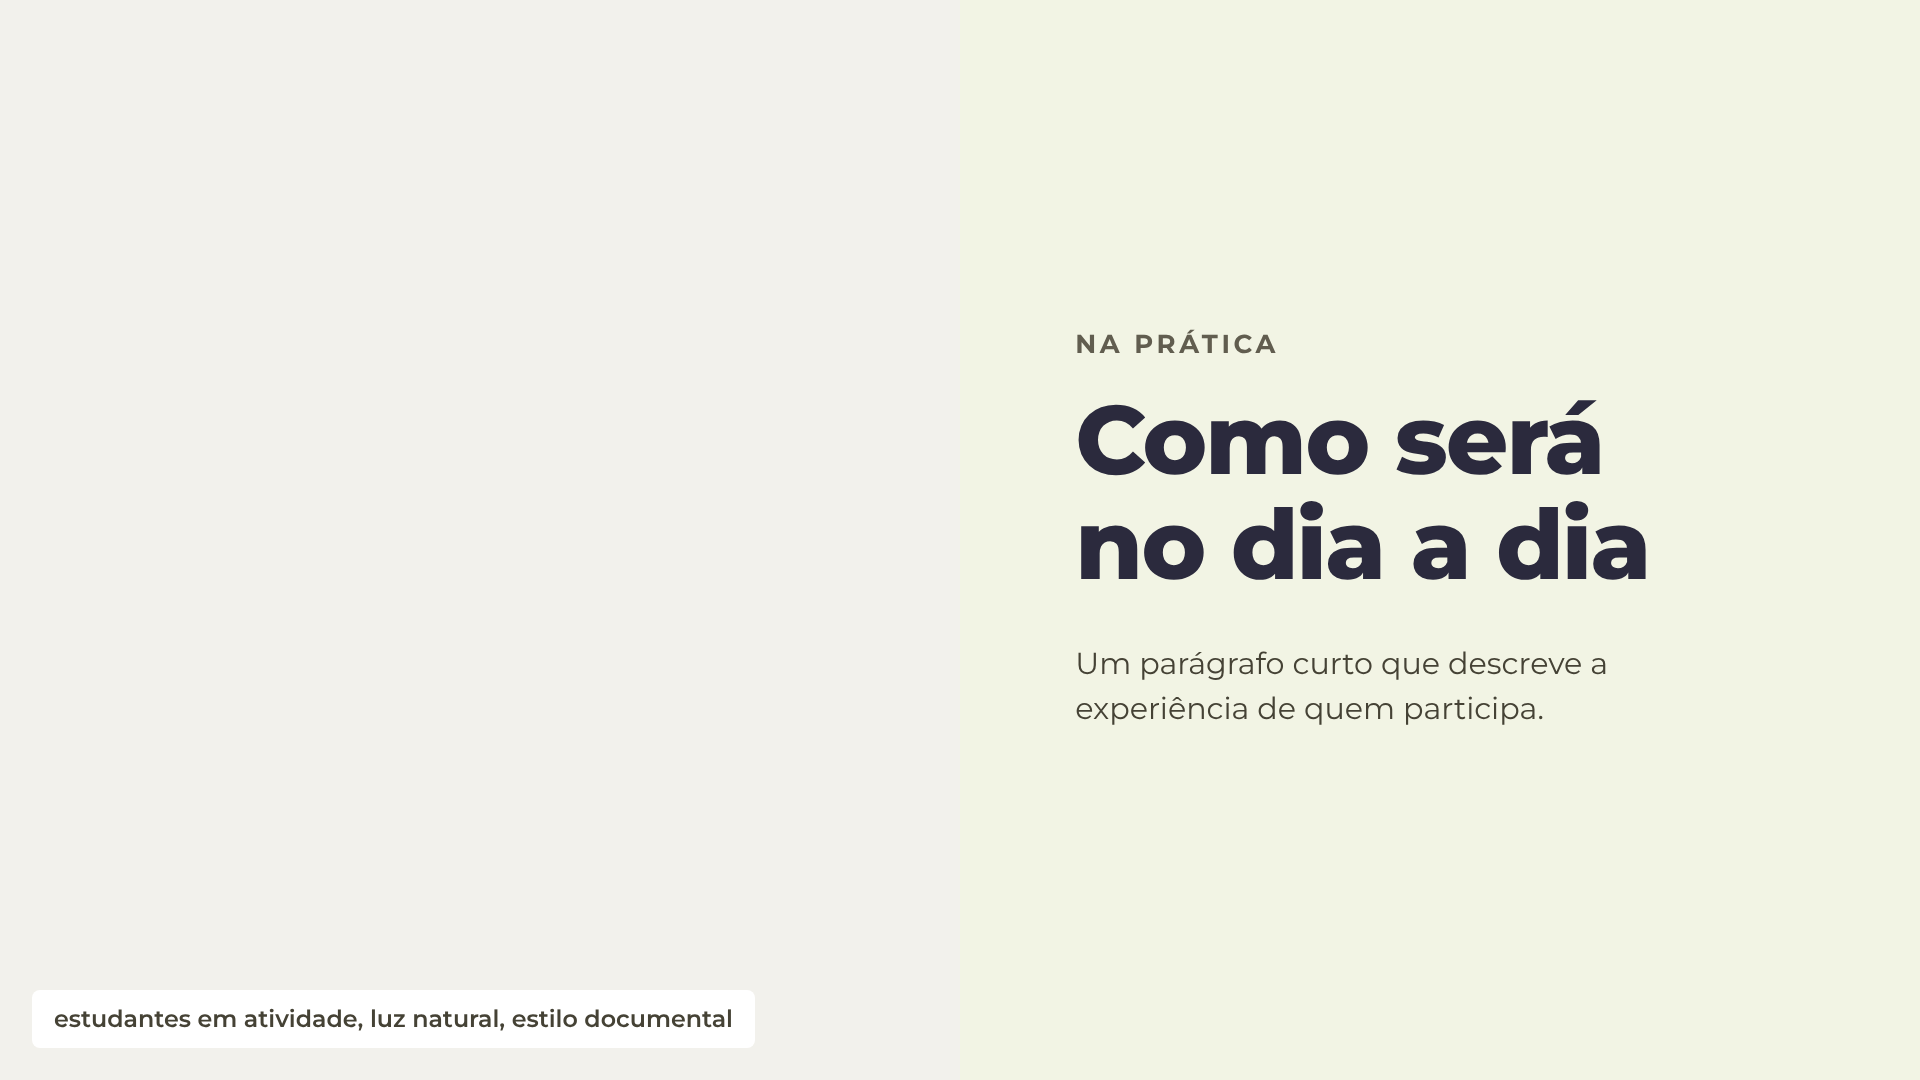 NA PRÁTICA
Como será
no dia a dia
Um parágrafo curto que descreve a
experiência de quem participa.
estudantes em atividade, luz natural, estilo documental